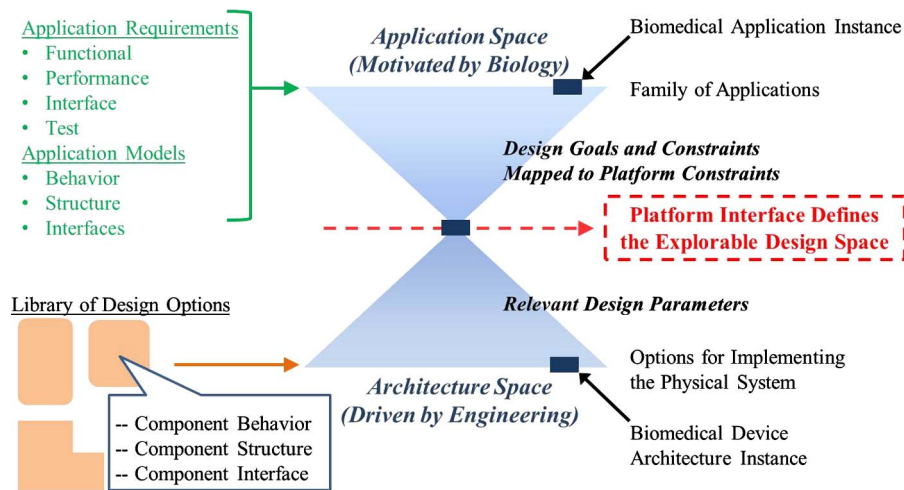 Application Requirements
• Functional
• Performance
• Interface
• Test
Application Models
• Behavior
• Structure
• Interfaces
Application Space
(Motivated by Biology)
Biomedical Application Instance
Family of Applications
Design Goals and Constraints
Mapped to Platform Constraints
Platform Interface Defines
the Explorable Design Space
Library of Design Options
-- Component Behavior
-- Component Structure
-- Component Interface
Relevant Design Parameters
Architecture Space
(Driven by Engineering)
Options for Implementing
the Physical System
Biomedical Device
Architecture Instance